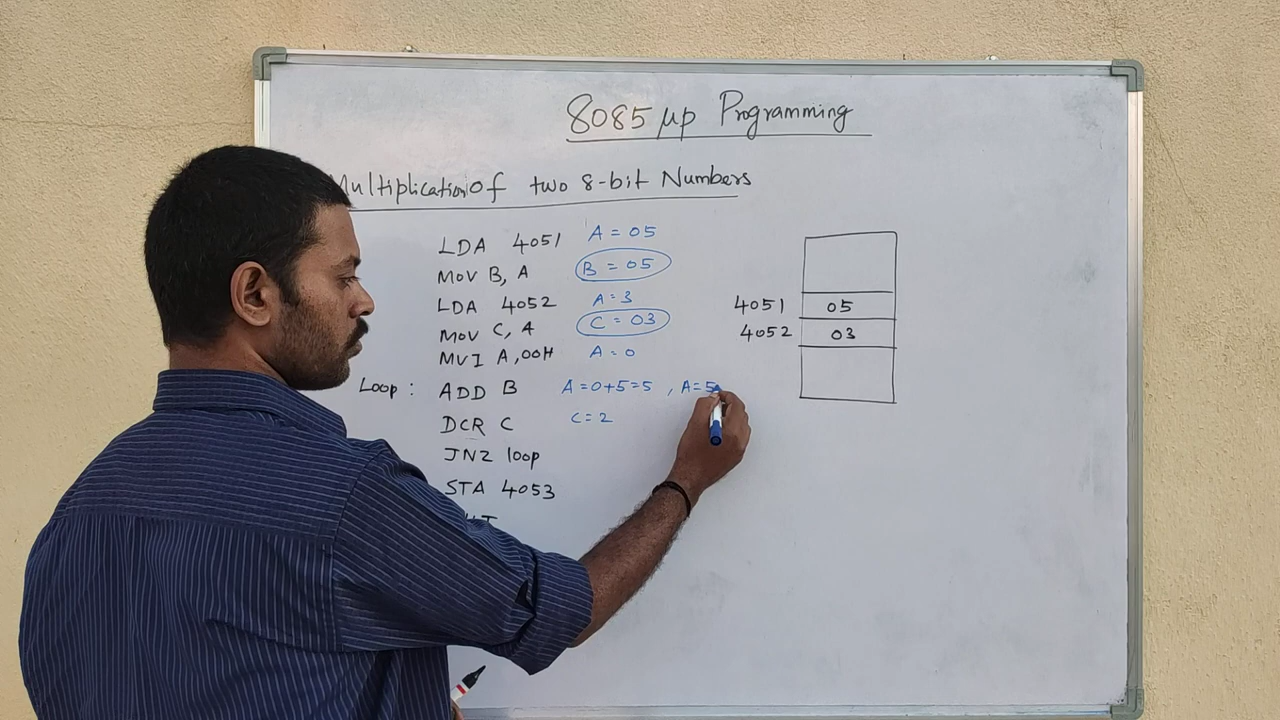 8085 µp Programming
Multiplication of two 8-bit Numbers
LDA 4051 A = 05
MOV B, A B = 05
LDA 4052 A = 3
MOV C, A C = 03
MVI A, 00H A = 0
Loop : ADD B A = 0+5=5 , A=5
DCR C C = 2
JNZ loop
STA 4053
4051 05
4052 03